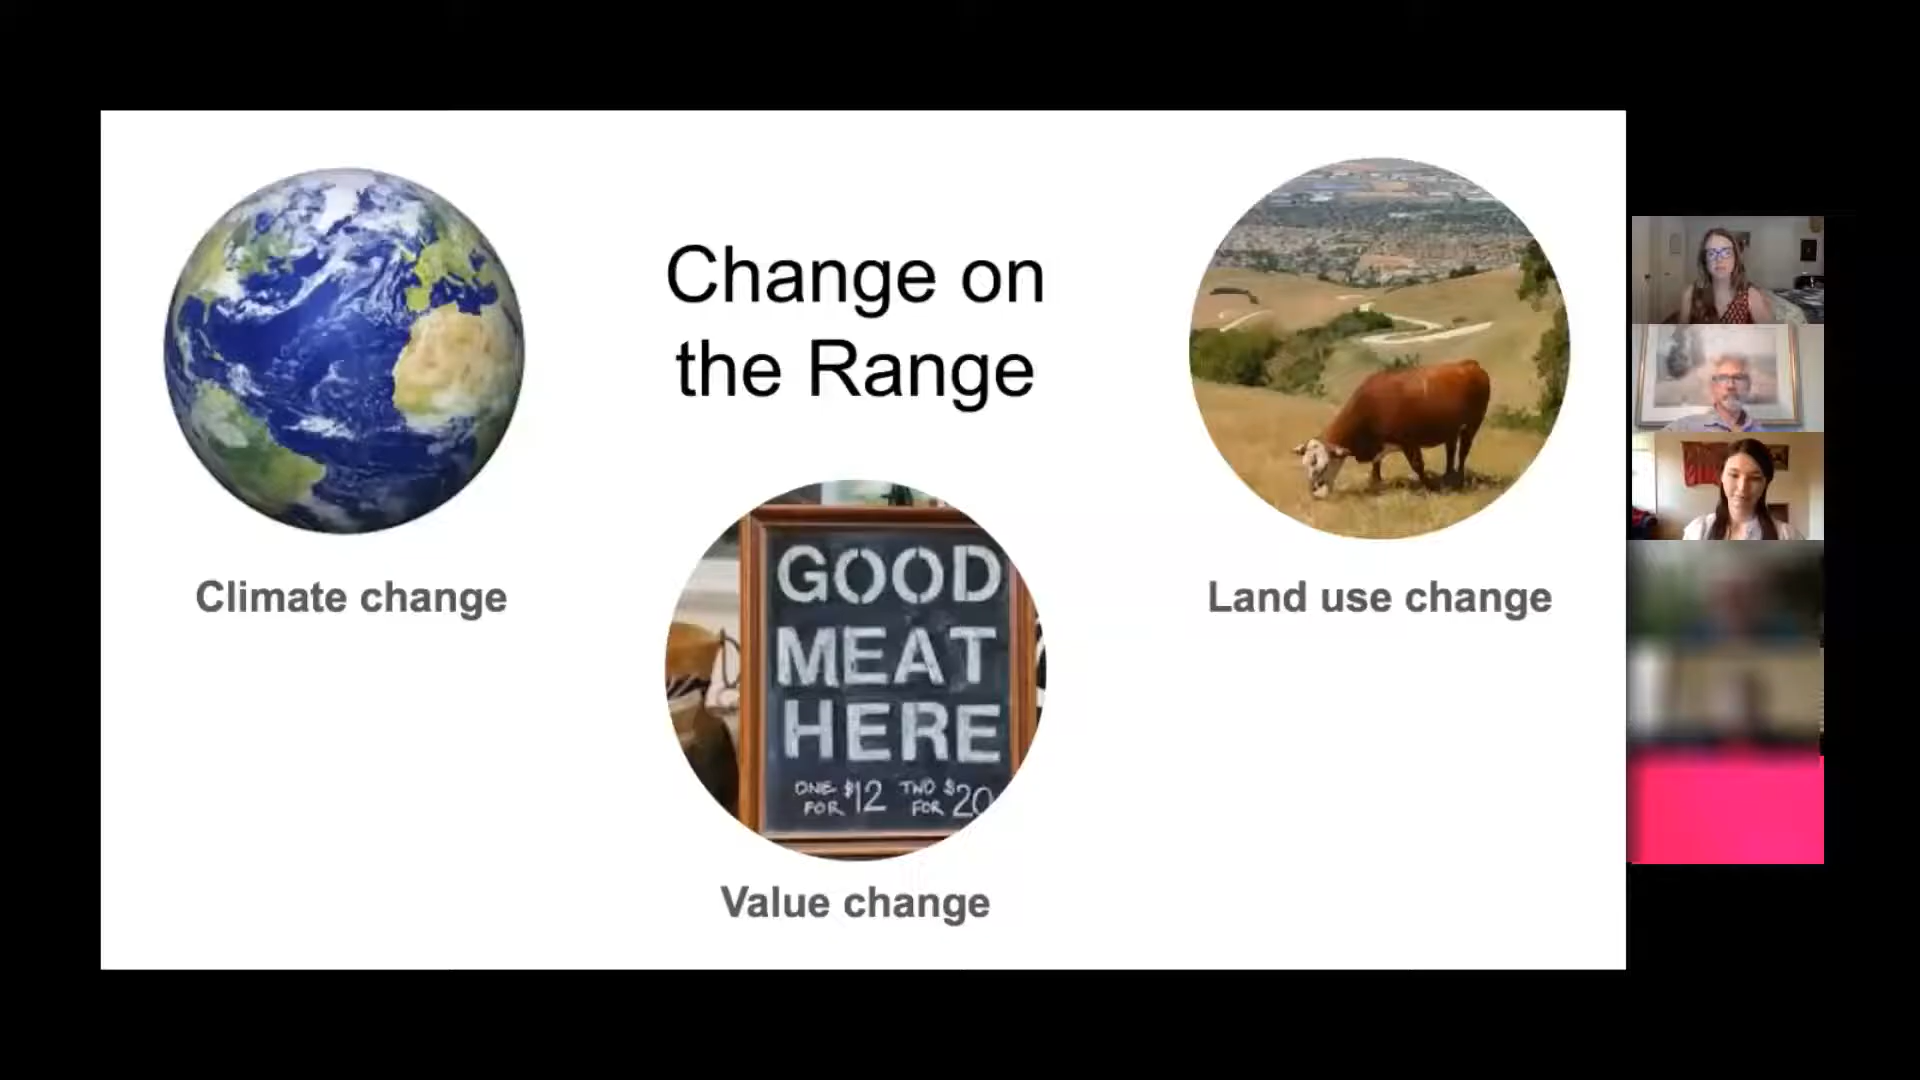 Change on
the Range
Climate change
Land use change
GOOD
MEAT
HERE
ONE FOR $12 TWO FOR $20
Value change